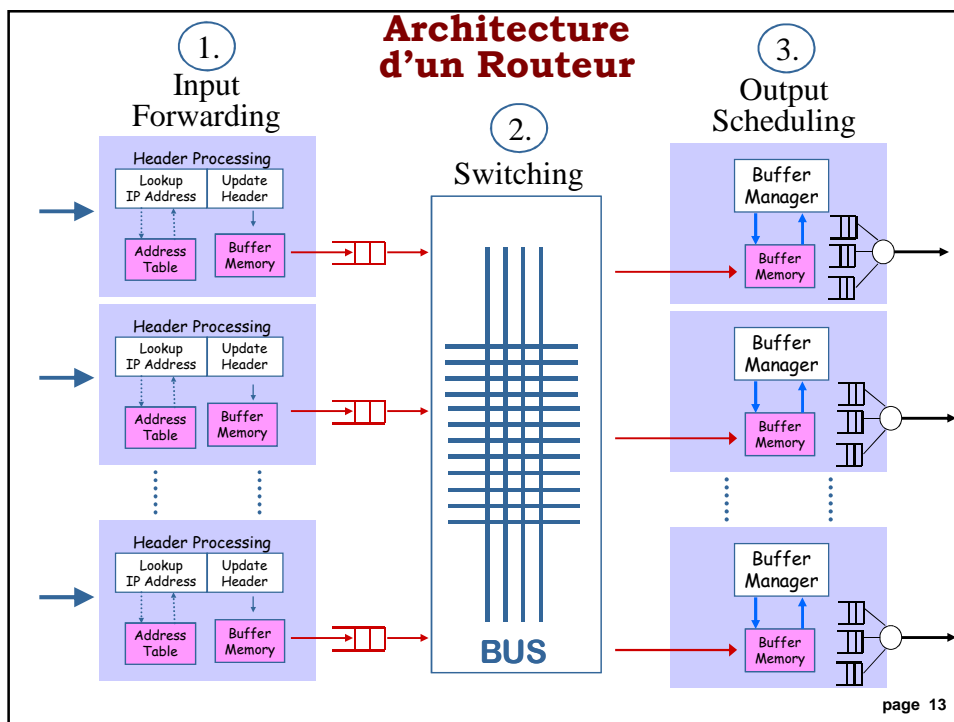 Architecture
d'un Routeur
1.
Input
Forwarding
2.
Switching
3.
Output
Scheduling
Header Processing
Lookup
IP Address
Update
Header
Address
Table
Buffer
Memory
Header Processing
Lookup
IP Address
Update
Header
Address
Table
Buffer
Memory
Header Processing
Lookup
IP Address
Update
Header
Address
Table
Buffer
Memory
BUS
Buffer
Manager
Buffer
Memory
Buffer
Manager
Buffer
Memory
Buffer
Manager
Buffer
Memory
page 13